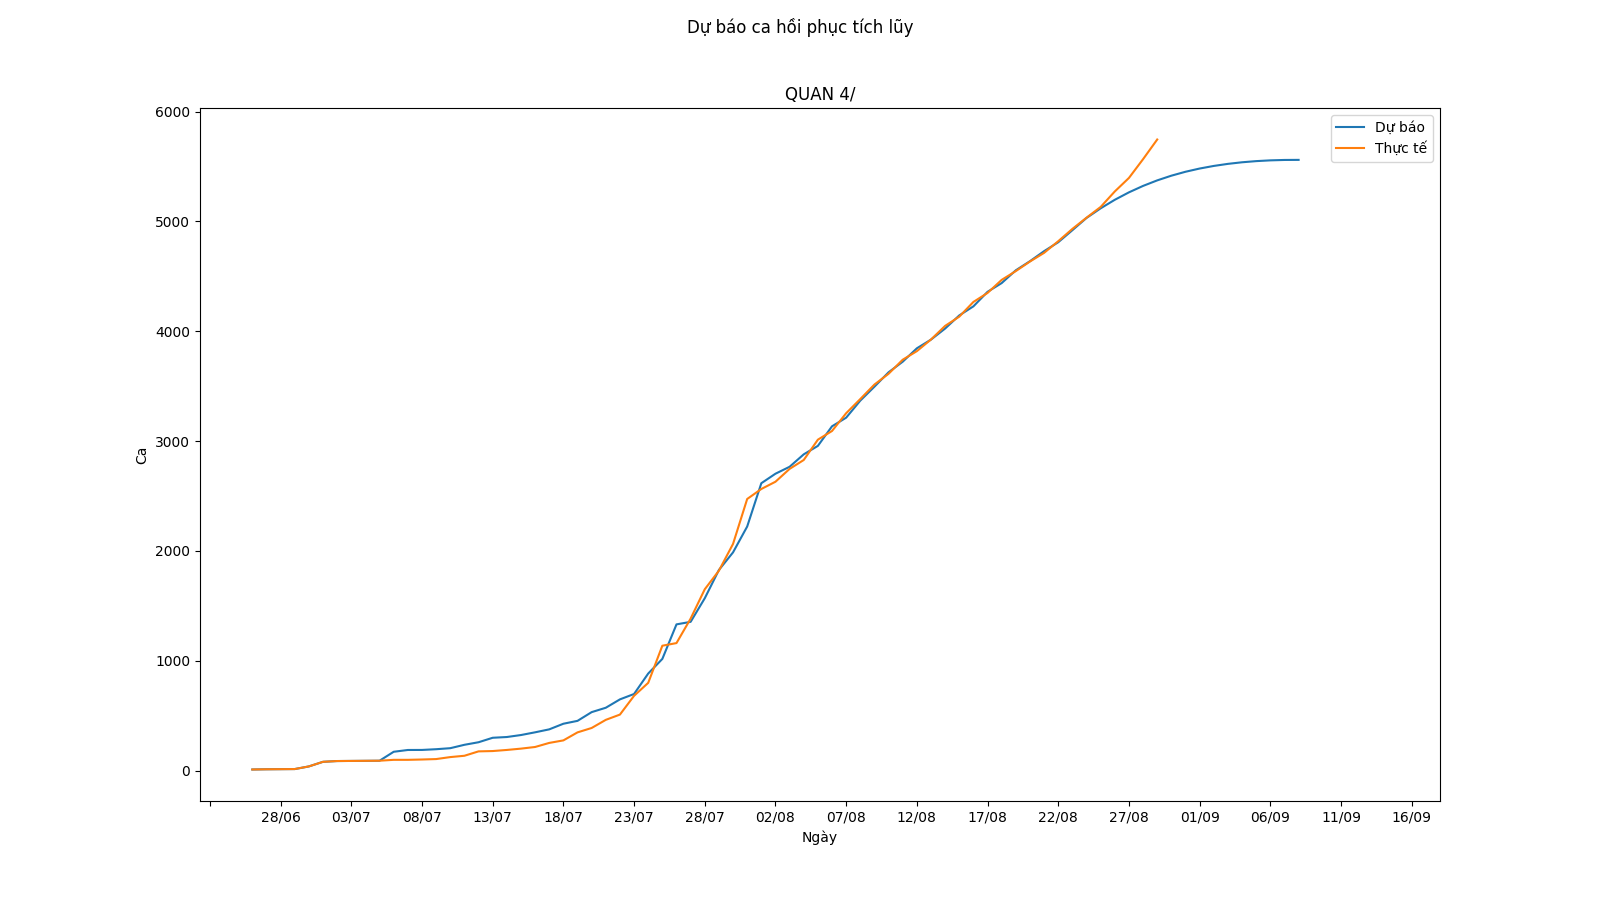 Dự báo ca hồi phục tích lũy
QUAN 4/
Dự báo
Thực tế
6000
5000
4000
3000
2000
1000
0
Ca
28/06 03/07 08/07 13/07 18/07 23/07 28/07 02/08 07/08 12/08 17/08 22/08 27/08 01/09 06/09 11/09 16/09
Ngày